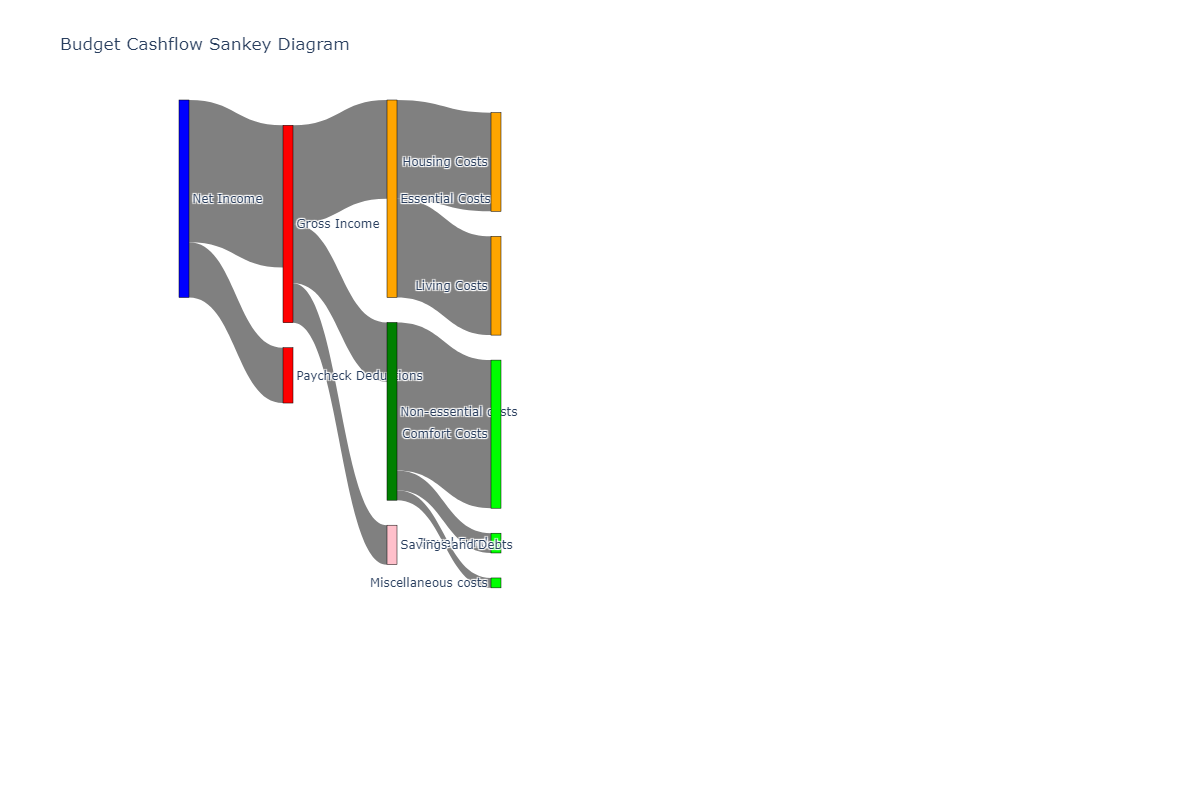 Budget Cashflow Sankey Diagram
Housing Costs
Net Income
Essential Costs
Gross Income
Living Costs
Paycheck Deductions
Non-essential costs
Comfort Costs
Savings and Debts
Miscellaneous costs